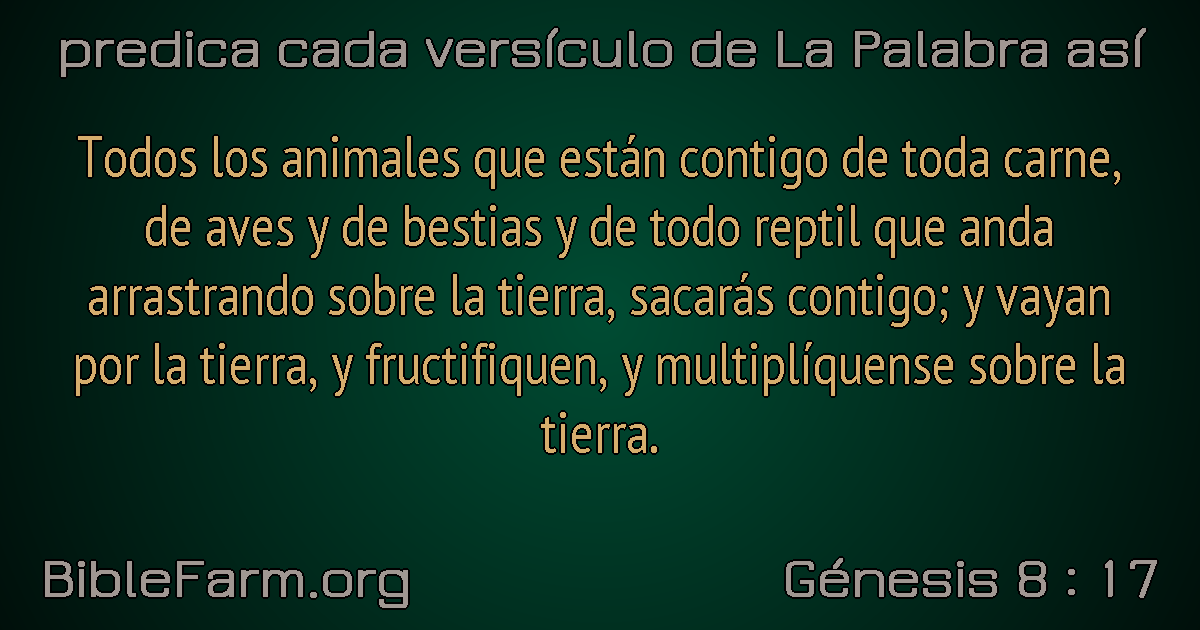 predica cada versículo de La Palabra así
Todos los animales que están contigo de toda carne,
de aves y de bestias y de todo reptil que anda
arrastrando sobre la tierra, sacarás contigo; y vayan
por la tierra, y fructifiquen, y multiplíquense sobre la
tierra.
BibleFarm.org
Génesis 8 : 17